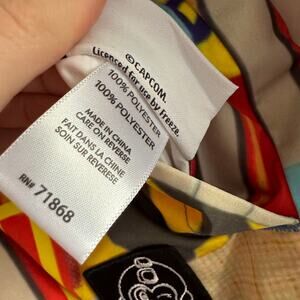 ©CAPCOM.
Licensed for use by Freeze.
100% POLYESTER
100% POLYESTER
MADE IN CHINA
CARE ON REVERSE
FAIT DANS LA CHINE
SOIN SUR REVERESE
RN# 71868